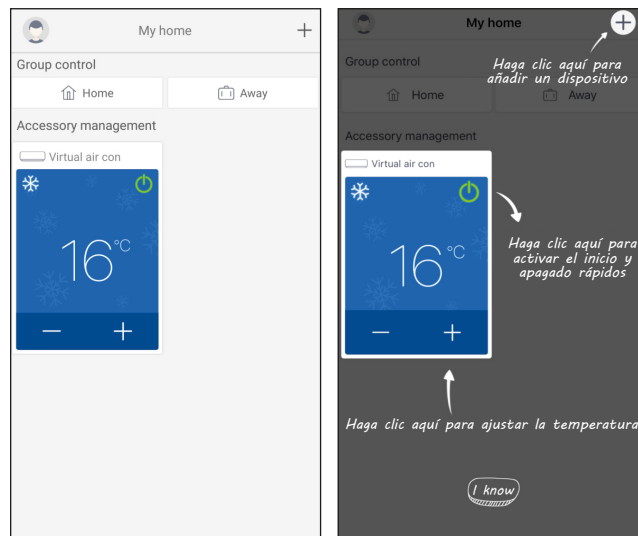 My home
+
Group control
Home
Away
Accessory management
Virtual air con
16°C
— +
My home
+
Haga clic aquí para
añadir un dispositivo
Group control
Home
Away
Accessory management
Virtual air con
16°C
Haga clic aquí para
activar el inicio y
apagado rápidos
— +
Haga clic aquí para ajustar la temperatura
I know